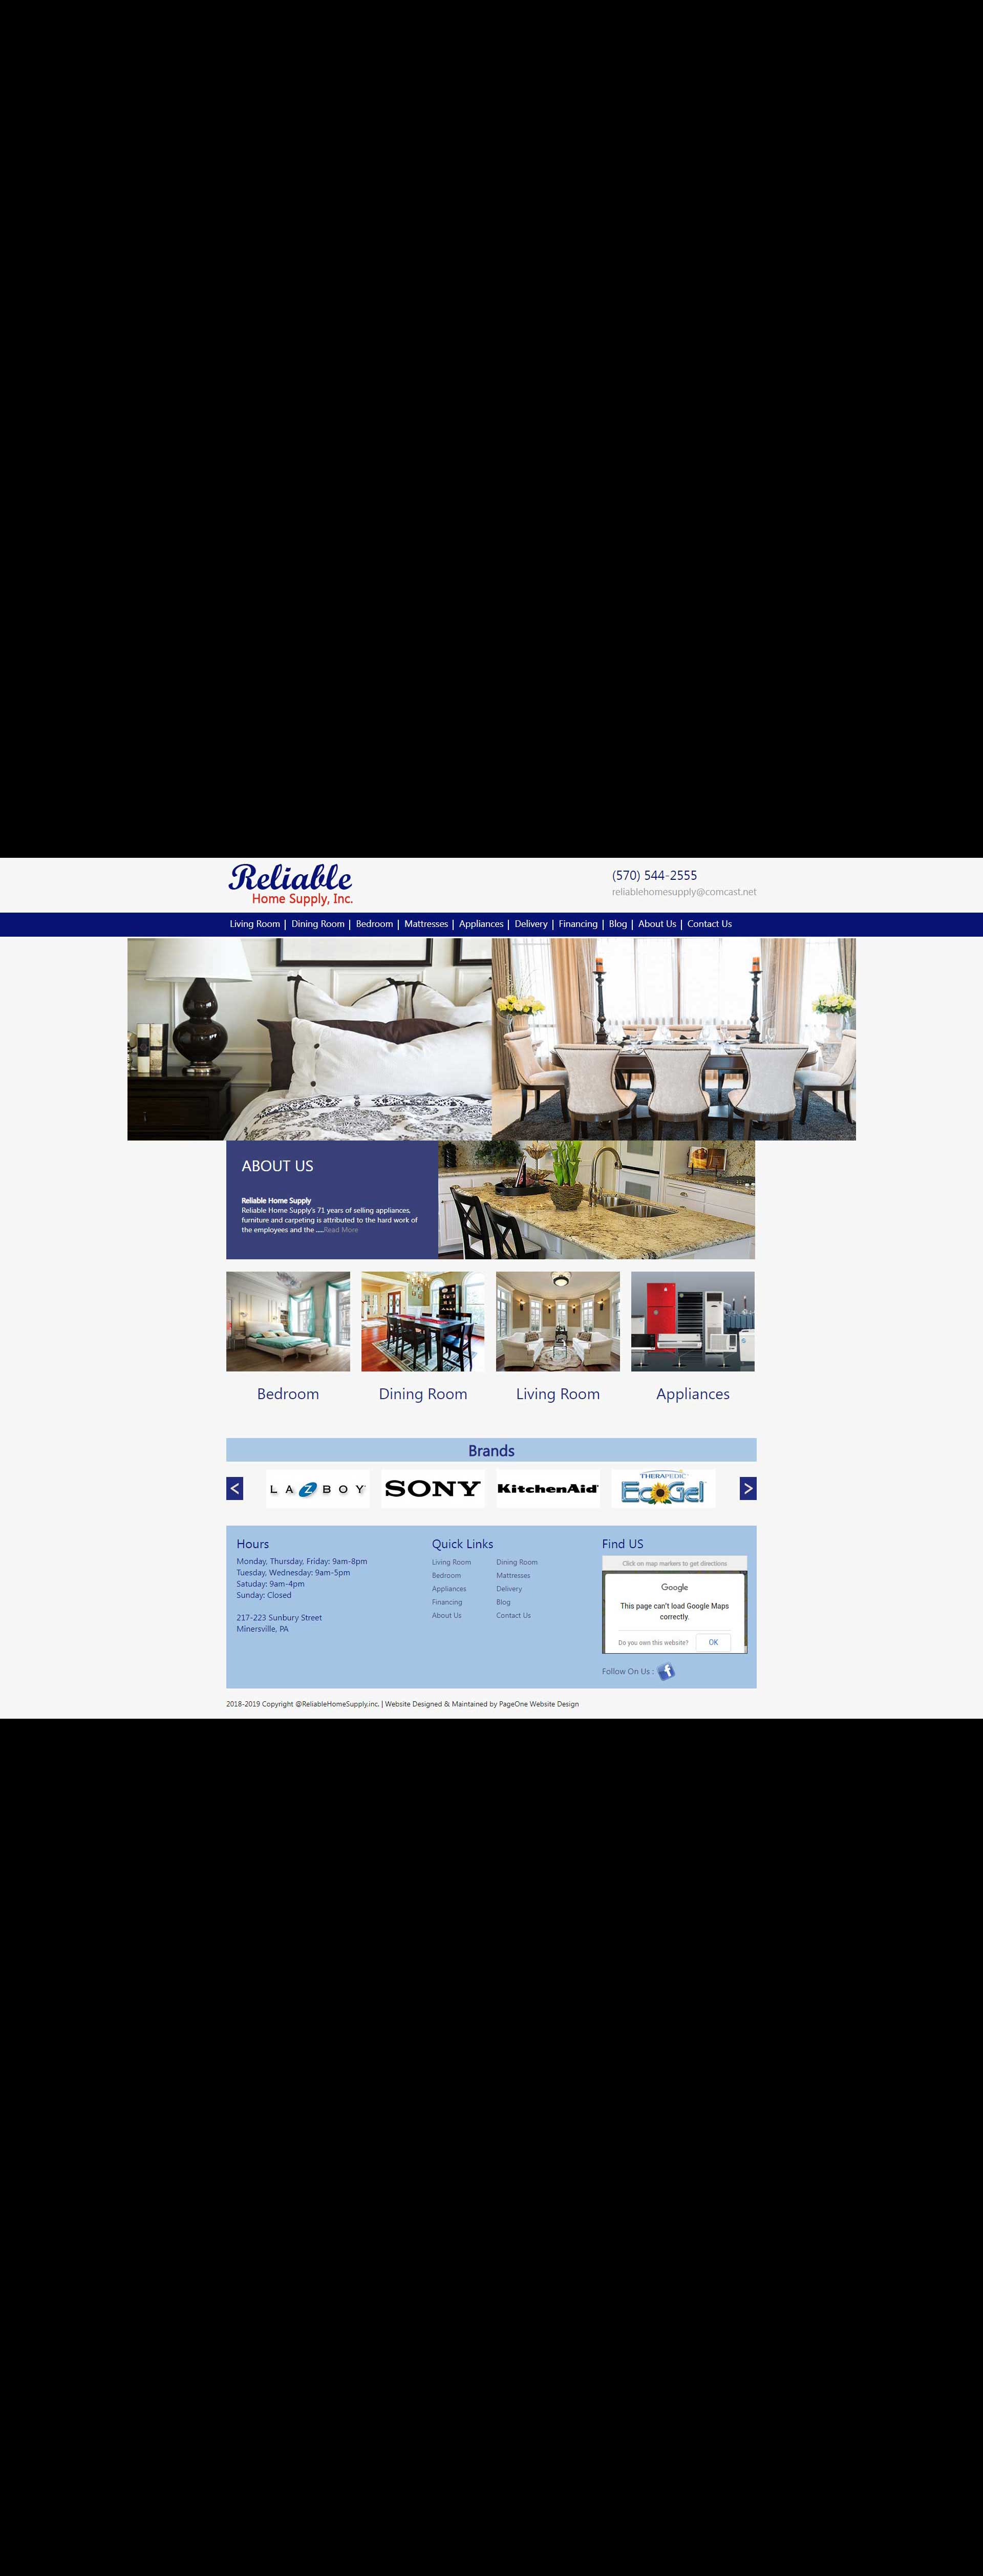 Reliable
Home Supply, Inc.
(570) 544-2555
reliablehomesupply@comcast.net
Living Room | Dining Room | Bedroom | Mattresses | Appliances | Delivery | Financing | Blog | About Us | Contact Us
ABOUT US
Reliable Home Supply
Reliable Home Supply's 71 years of selling appliances,
furniture and carpeting is attributed to the hard work of
the employees and the .....Read More
Bedroom
Dining Room
Living Room
Appliances
Brands
<
LA Z BOY
SONY
KitchenAid
THERAPEDIC
EcoGel
>
Hours
Monday, Thursday, Friday: 9am-8pm
Tuesday, Wednesday: 9am-5pm
Satuday: 9am-4pm
Sunday: Closed
217-223 Sunbury Street
Minersville, PA
Quick Links
Living Room
Dining Room
Bedroom
Mattresses
Appliances
Delivery
Financing
Blog
About Us
Contact Us
Find US
Click on map markers to get directions
Google
This page can't load Google Maps
correctly.
Do you own this website?
OK
Follow On Us :
f
2018-2019 Copyright @ReliableHomeSupply,inc. | Website Designed & Maintained by PageOne Website Design